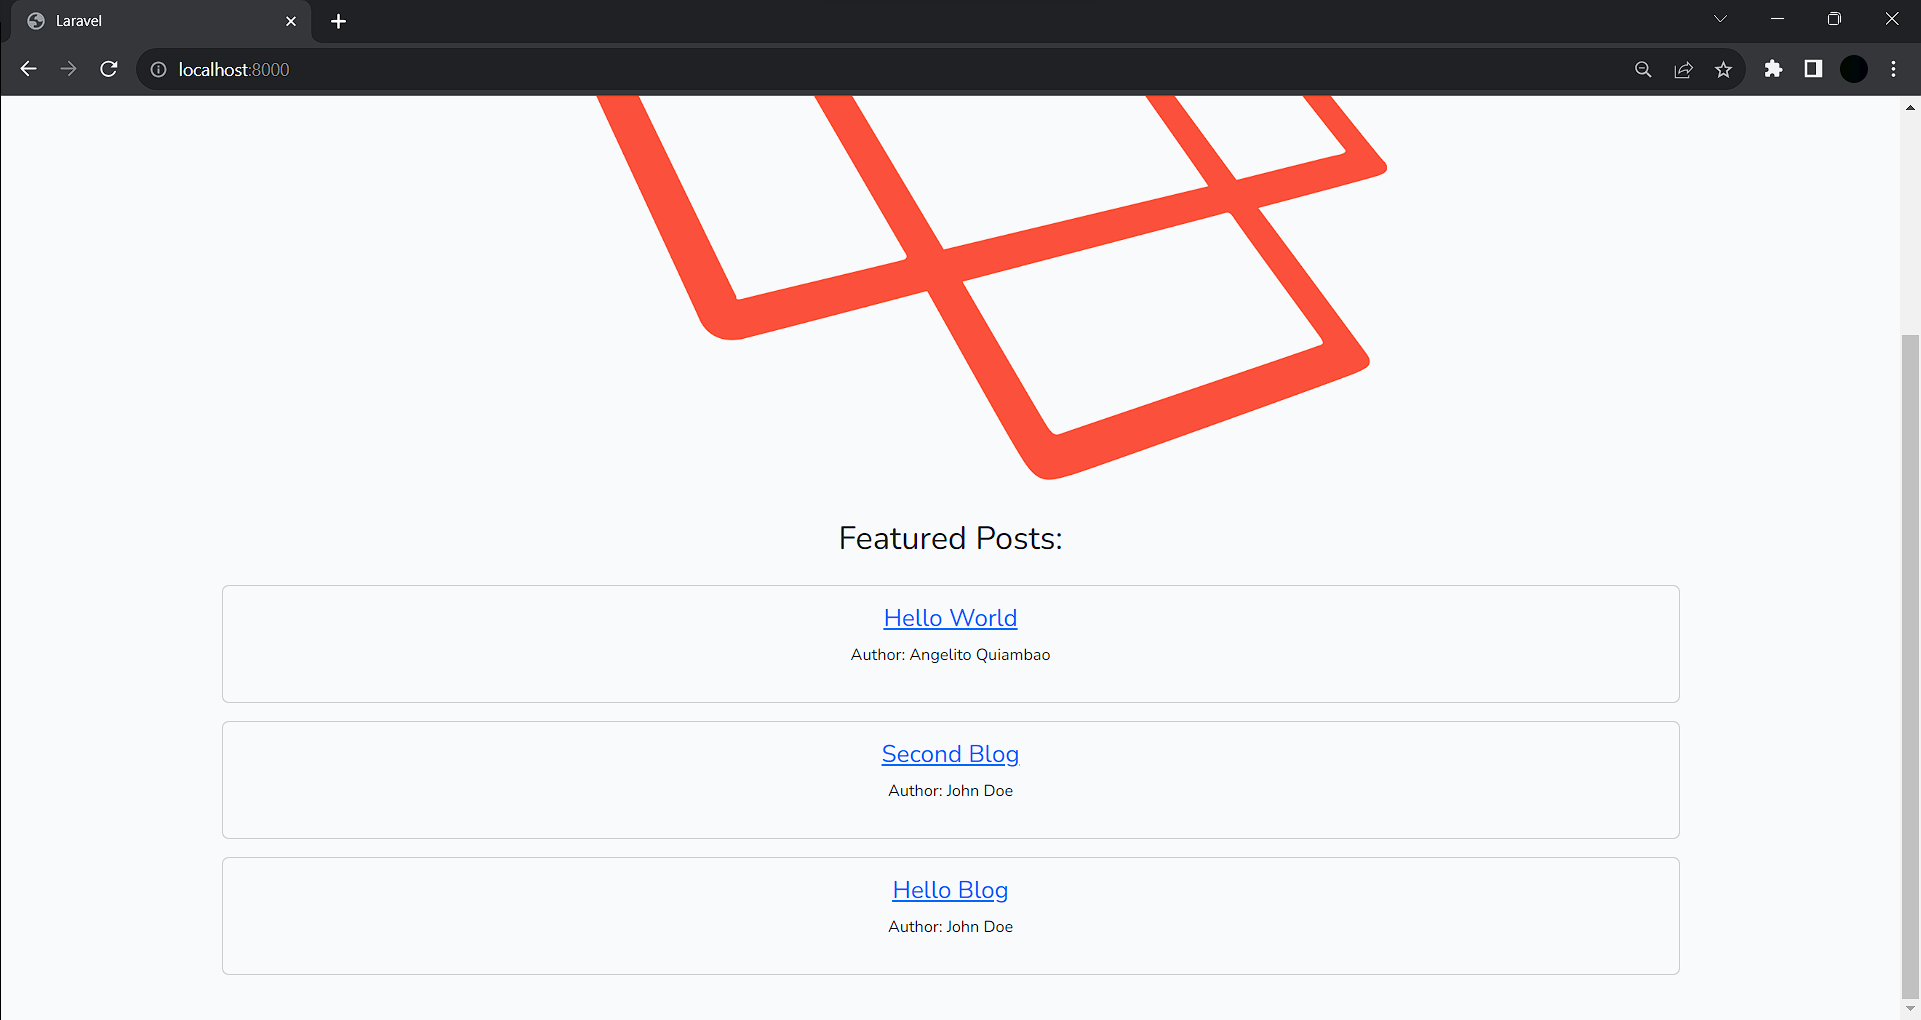 Laravel
localhost:8000
Featured Posts:
Hello World
Author: Angelito Quiambao
Second Blog
Author: John Doe
Hello Blog
Author: John Doe